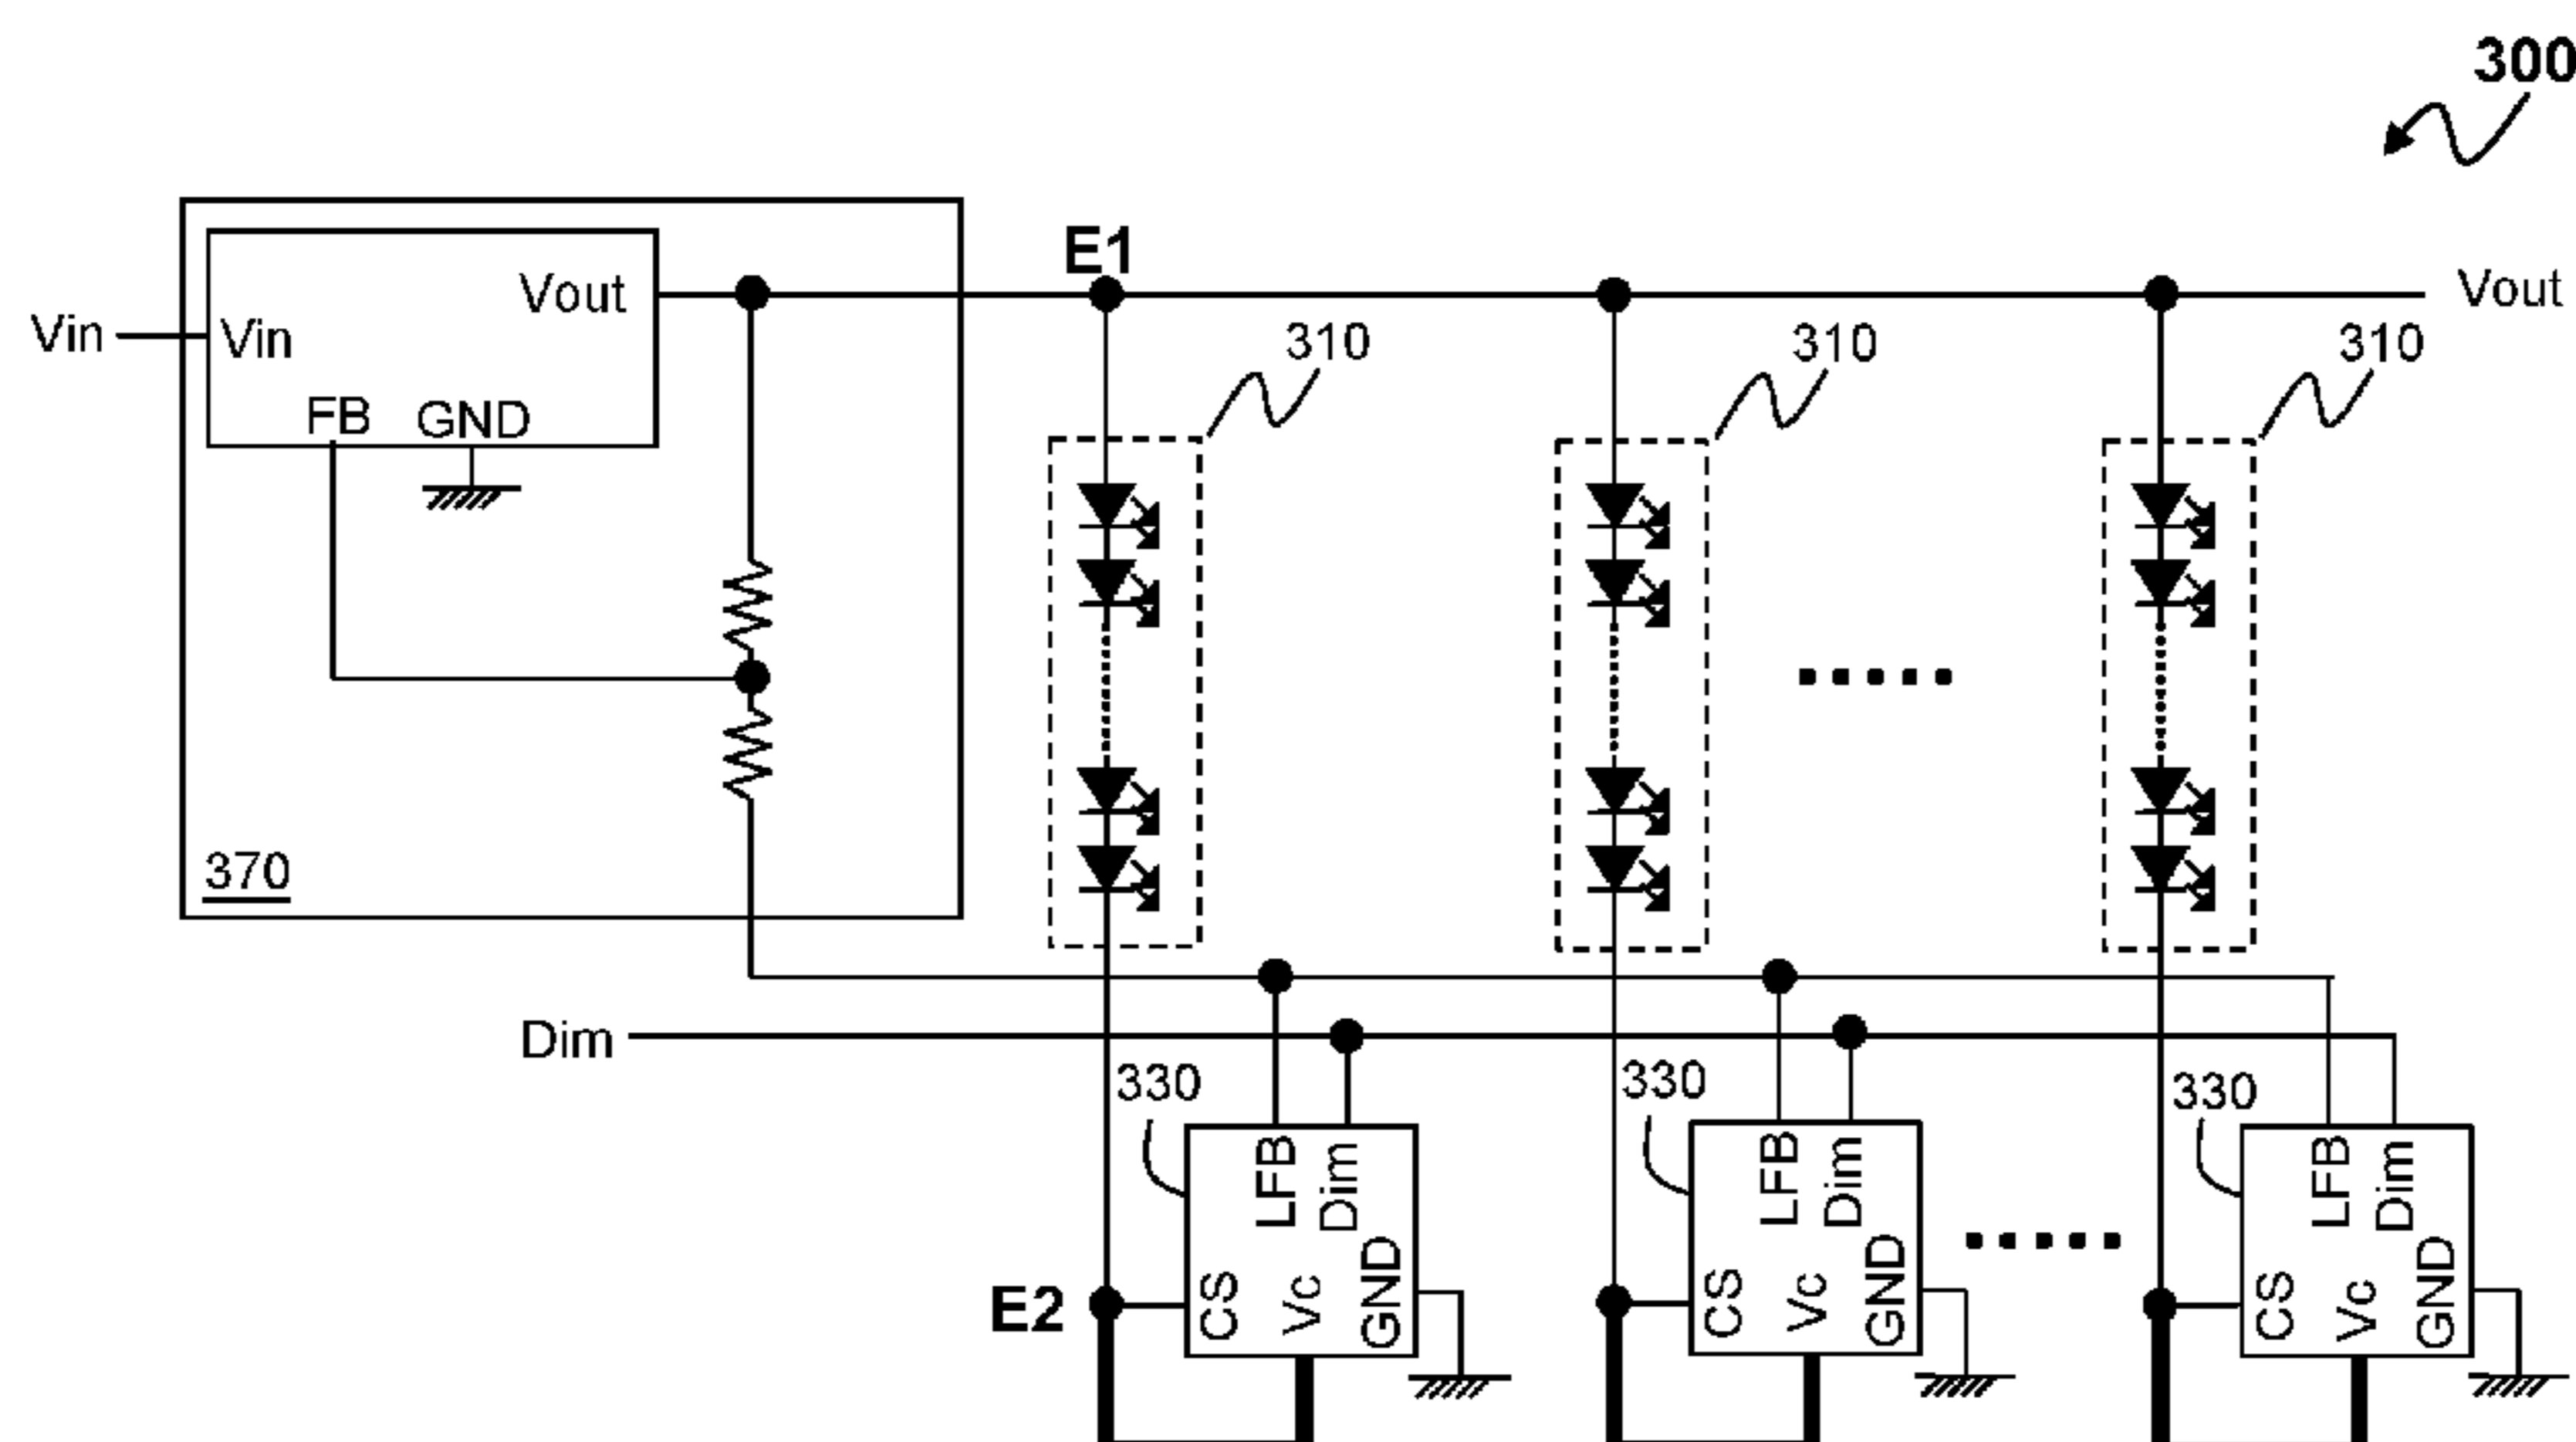 300
E1
Vout
Vout
Vin
Vin
310
310
310
FB GND
370
Dim
330
330
330
LFB
Dim
LFB
Dim
LFB
Dim
E2
CS
Vc
GND
CS
Vc
GND
CS
Vc
GND